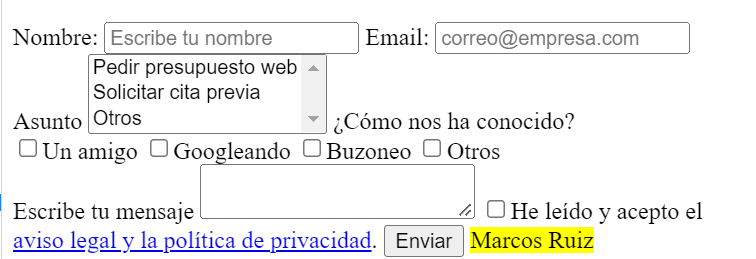 Nombre: Escribe tu nombre Email: correo@empresa.com
Pedir presupuesto web
Solicitar cita previa
Otros
Asunto ¿Cómo nos ha conocido?
Un amigo Googleando Buzoneo Otros
Escribe tu mensaje He leído y acepto el
aviso legal y la política de privacidad. Enviar Marcos Ruiz